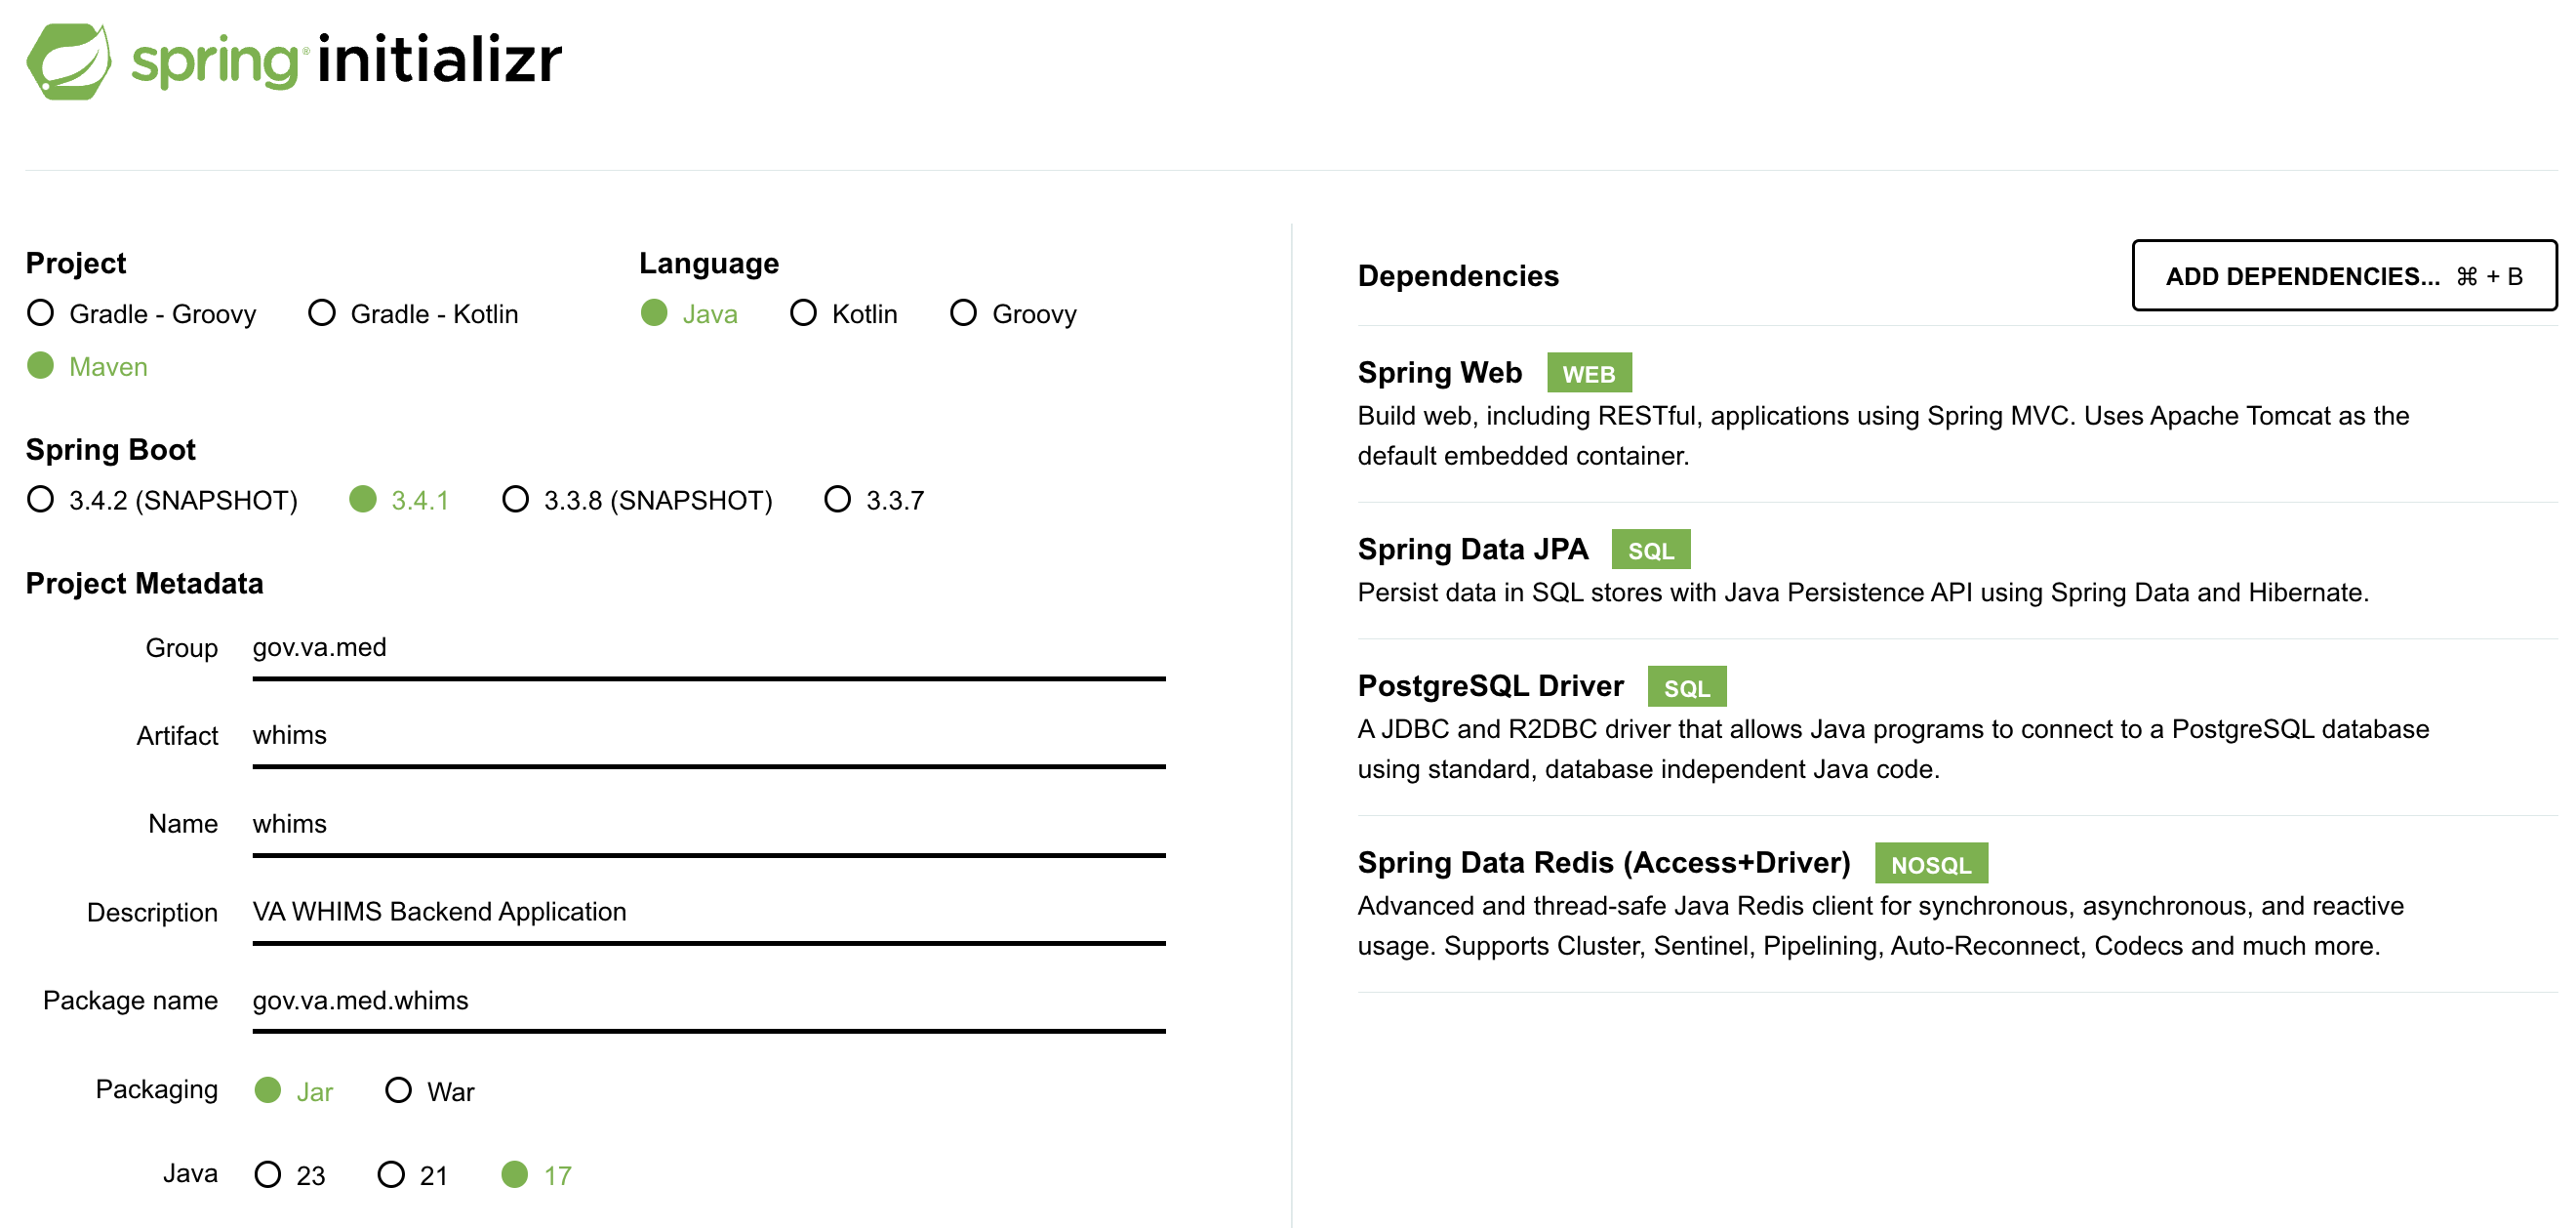 spring® initializr
Project
Gradle - Groovy Gradle - Kotlin
Maven
Language
Java Kotlin Groovy
Spring Boot
3.4.2 (SNAPSHOT) 3.4.1 3.3.8 (SNAPSHOT) 3.3.7
Project Metadata
Group gov.va.med
Artifact whims
Name whims
Description VA WHIMS Backend Application
Package name gov.va.med.whims
Packaging Jar War
Java 23 21 17
Dependencies
ADD DEPENDENCIES... ⌘ + B
Spring Web WEB
Build web, including RESTful, applications using Spring MVC. Uses Apache Tomcat as the
default embedded container.
Spring Data JPA SQL
Persist data in SQL stores with Java Persistence API using Spring Data and Hibernate.
PostgreSQL Driver SQL
A JDBC and R2DBC driver that allows Java programs to connect to a PostgreSQL database
using standard, database independent Java code.
Spring Data Redis (Access+Driver) NOSQL
Advanced and thread-safe Java Redis client for synchronous, asynchronous, and reactive
usage. Supports Cluster, Sentinel, Pipelining, Auto-Reconnect, Codecs and much more.